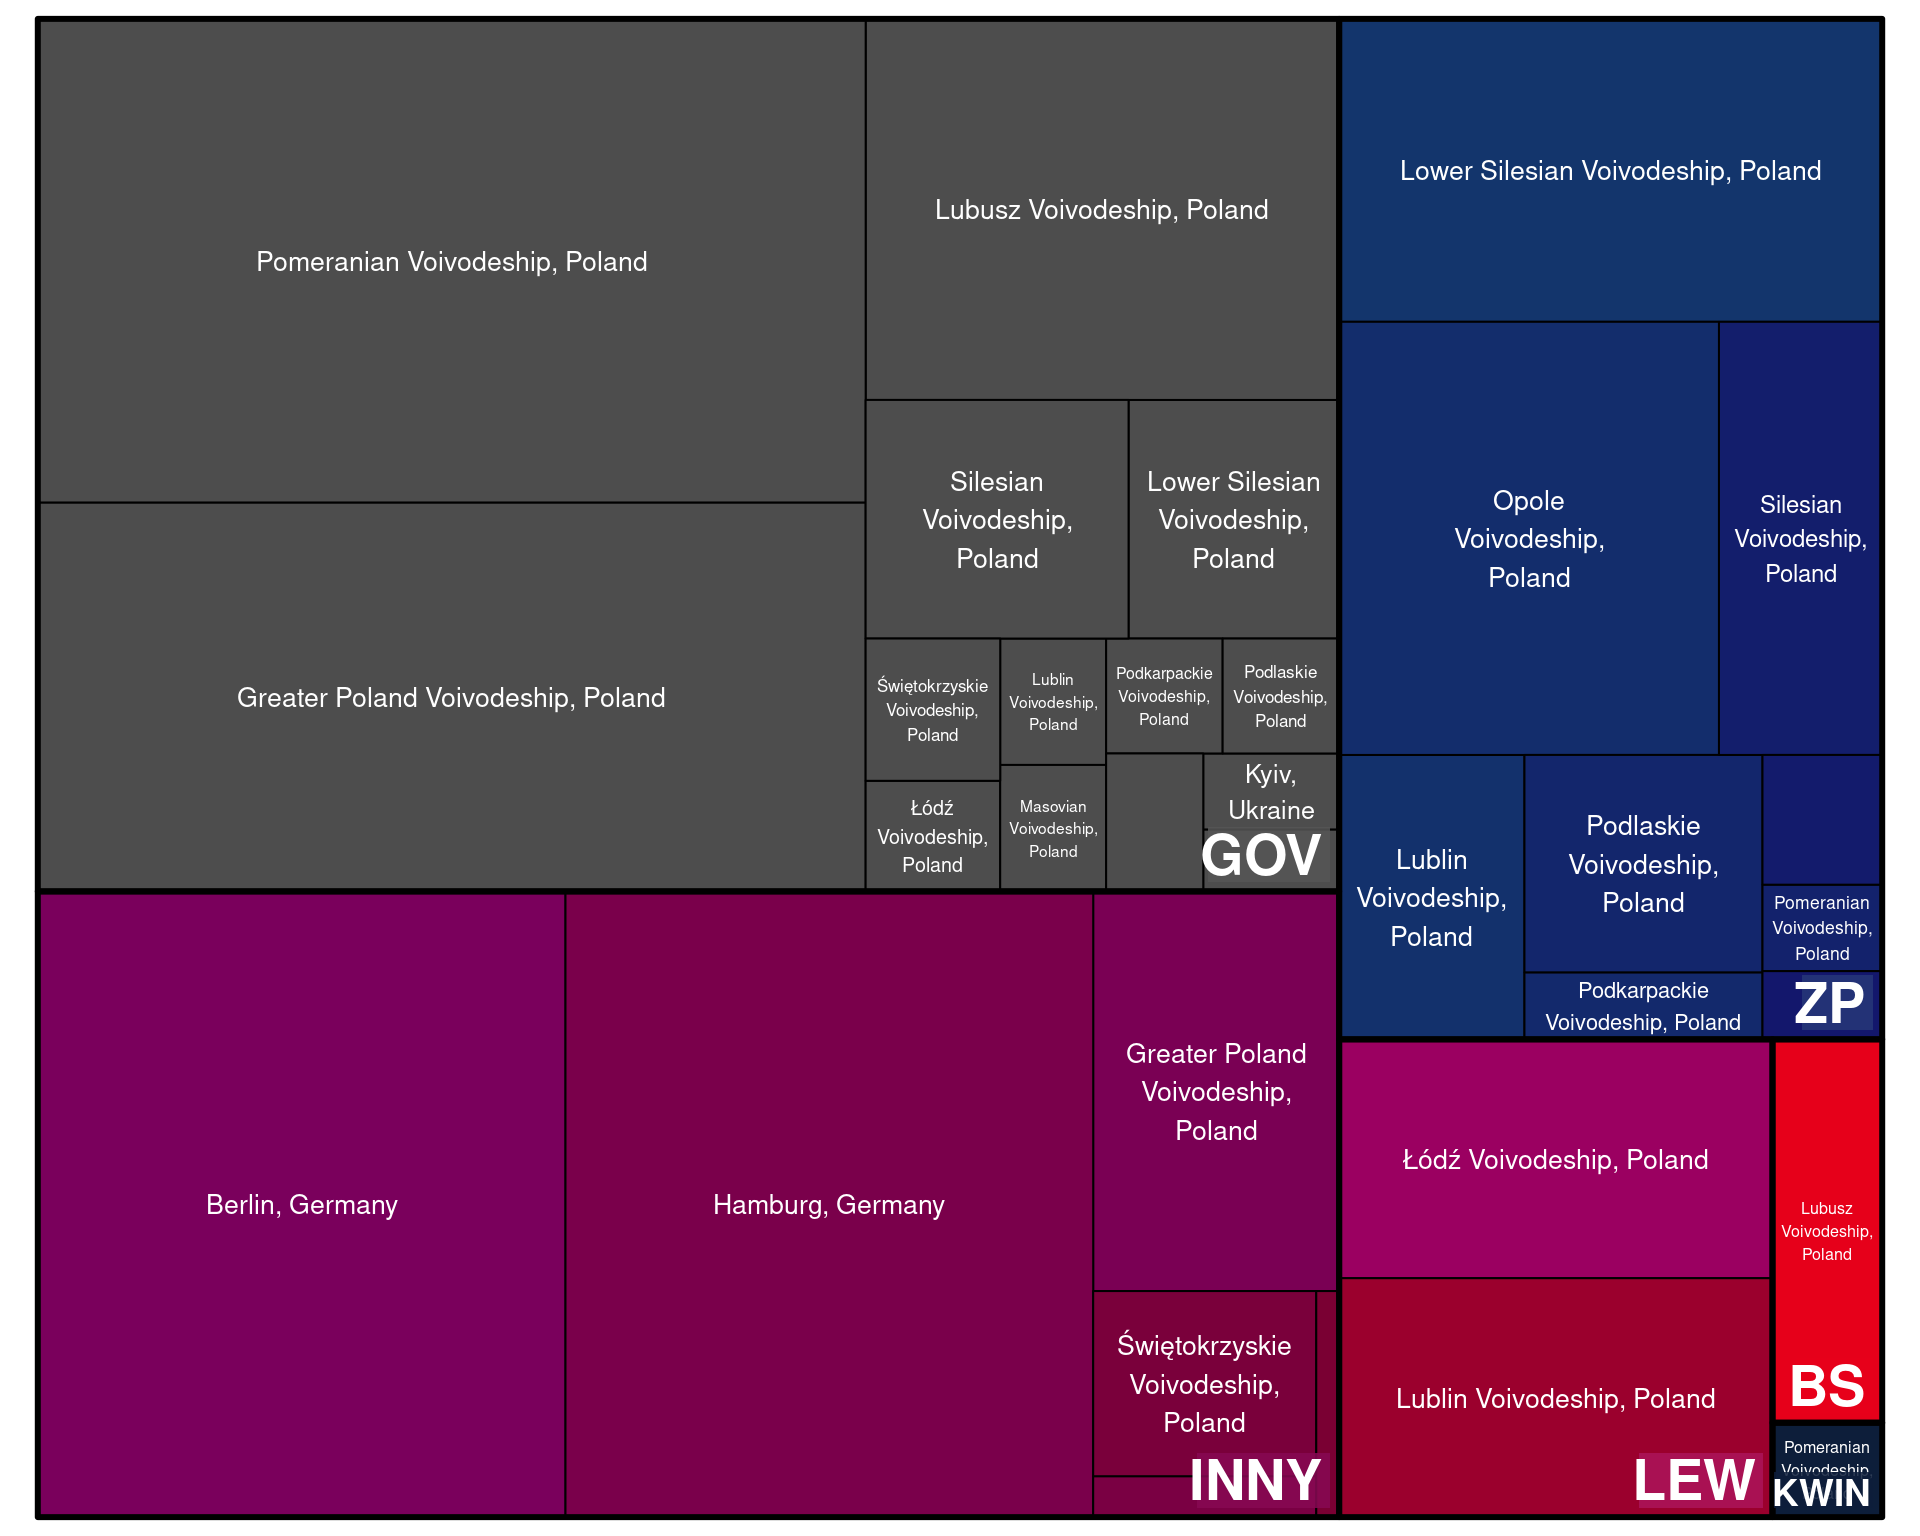 Pomeranian Voivodeship, Poland
Greater Poland Voivodeship, Poland
Lubusz Voivodeship, Poland
Silesian
Voivodeship,
Poland
Lower Silesian
Voivodeship,
Poland
Świętokrzyskie
Voivodeship,
Poland
Łódź
Voivodeship,
Poland
Lublin
Voivodeship,
Poland
Masovian
Voivodeship,
Poland
Podkarpackie
Voivodeship,
Poland
Podlaskie
Voivodeship,
Poland
Kyiv,
Ukraine
GOV
Berlin, Germany
Hamburg, Germany
Greater Poland
Voivodeship,
Poland
Świętokrzyskie
Voivodeship,
Poland
INNY
Lower Silesian Voivodeship, Poland
Opole
Voivodeship,
Poland
Silesian
Voivodeship,
Poland
Lublin
Voivodeship,
Poland
Podlaskie
Voivodeship,
Poland
Podkarpackie
Voivodeship, Poland
Pomeranian
Voivodeship,
Poland
ZP
Łódź Voivodeship, Poland
Lublin Voivodeship, Poland
LEW
Lubusz
Voivodeship,
Poland
BS
Pomeranian
Voivodeship,
KWIN